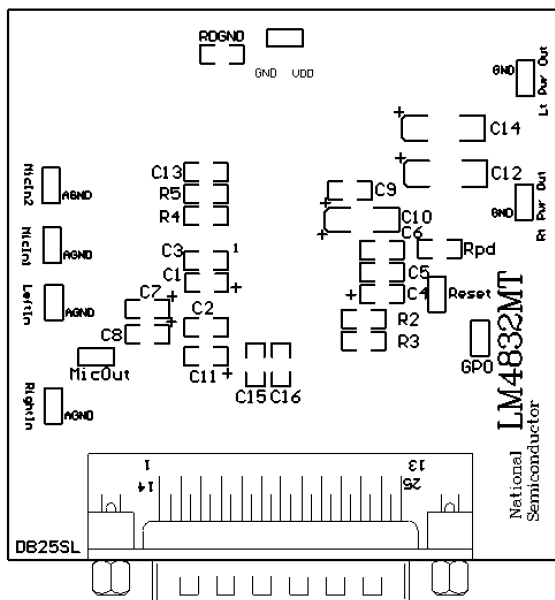 RDGND
GND VDD
GND
Lt Pwr Out
C14
C12
MicIn2
AGND
C13
R5
R4
C9
C10
GND
Rt Pwr Out
MicIn1
AGND
C3
1
C1
C6
Rpd
C5
C4
Reset
LeftIn
AGND
C7
C2
R2
C8
R3
MicOut
C11
C15
C16
GPO
RightIn
AGND
LM4832MT
National
Semiconductor
1
13
14
25
DB25SL